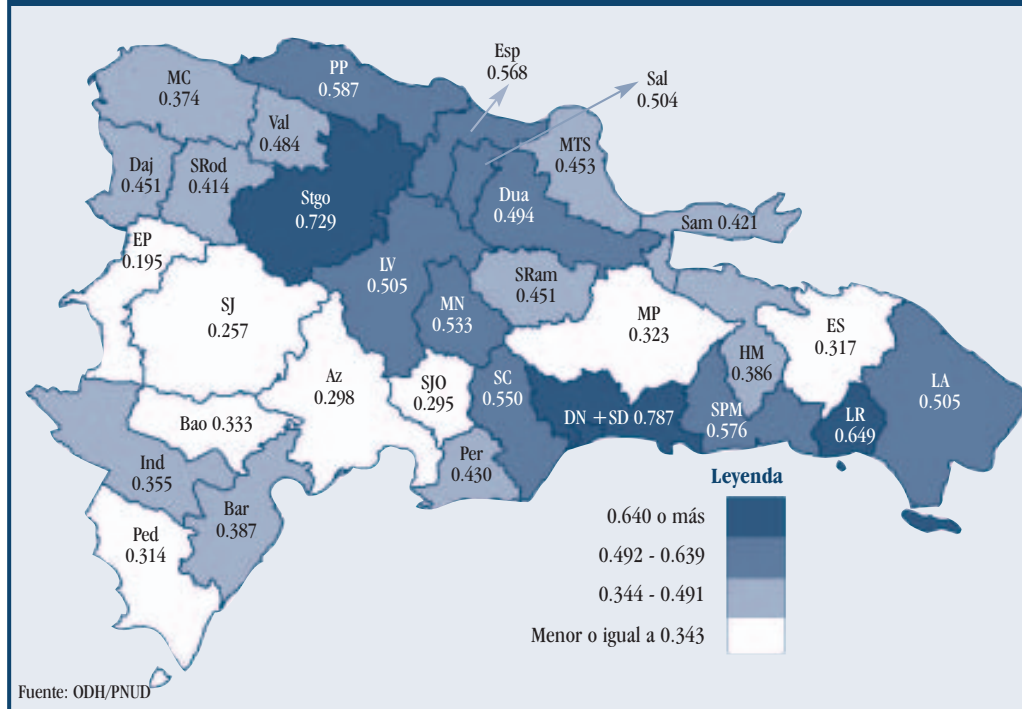 Esp
0.568
Sal
0.504
PP
0.587
MC
0.374
Val
0.484
MTS
0.453
Daj
0.451
SRod
0.414
Stgo
0.729
Dua
0.494
Sam 0.421
EP
0.195
LV
0.505
SRam
0.451
SJ
0.257
MN
0.533
MP
0.323
ES
0.317
HM
0.386
Az
0.298
SJO
0.295
SC
0.550
LA
0.505
Bao 0.333
DN + SD 0.787
SPM
0.576
LR
0.649
Ind
0.355
Per
0.430
Bar
0.387
Ped
0.314
Leyenda
0.640 o más
0.492 - 0.639
0.344 - 0.491
Menor o igual a 0.343
Fuente: ODH/PNUD